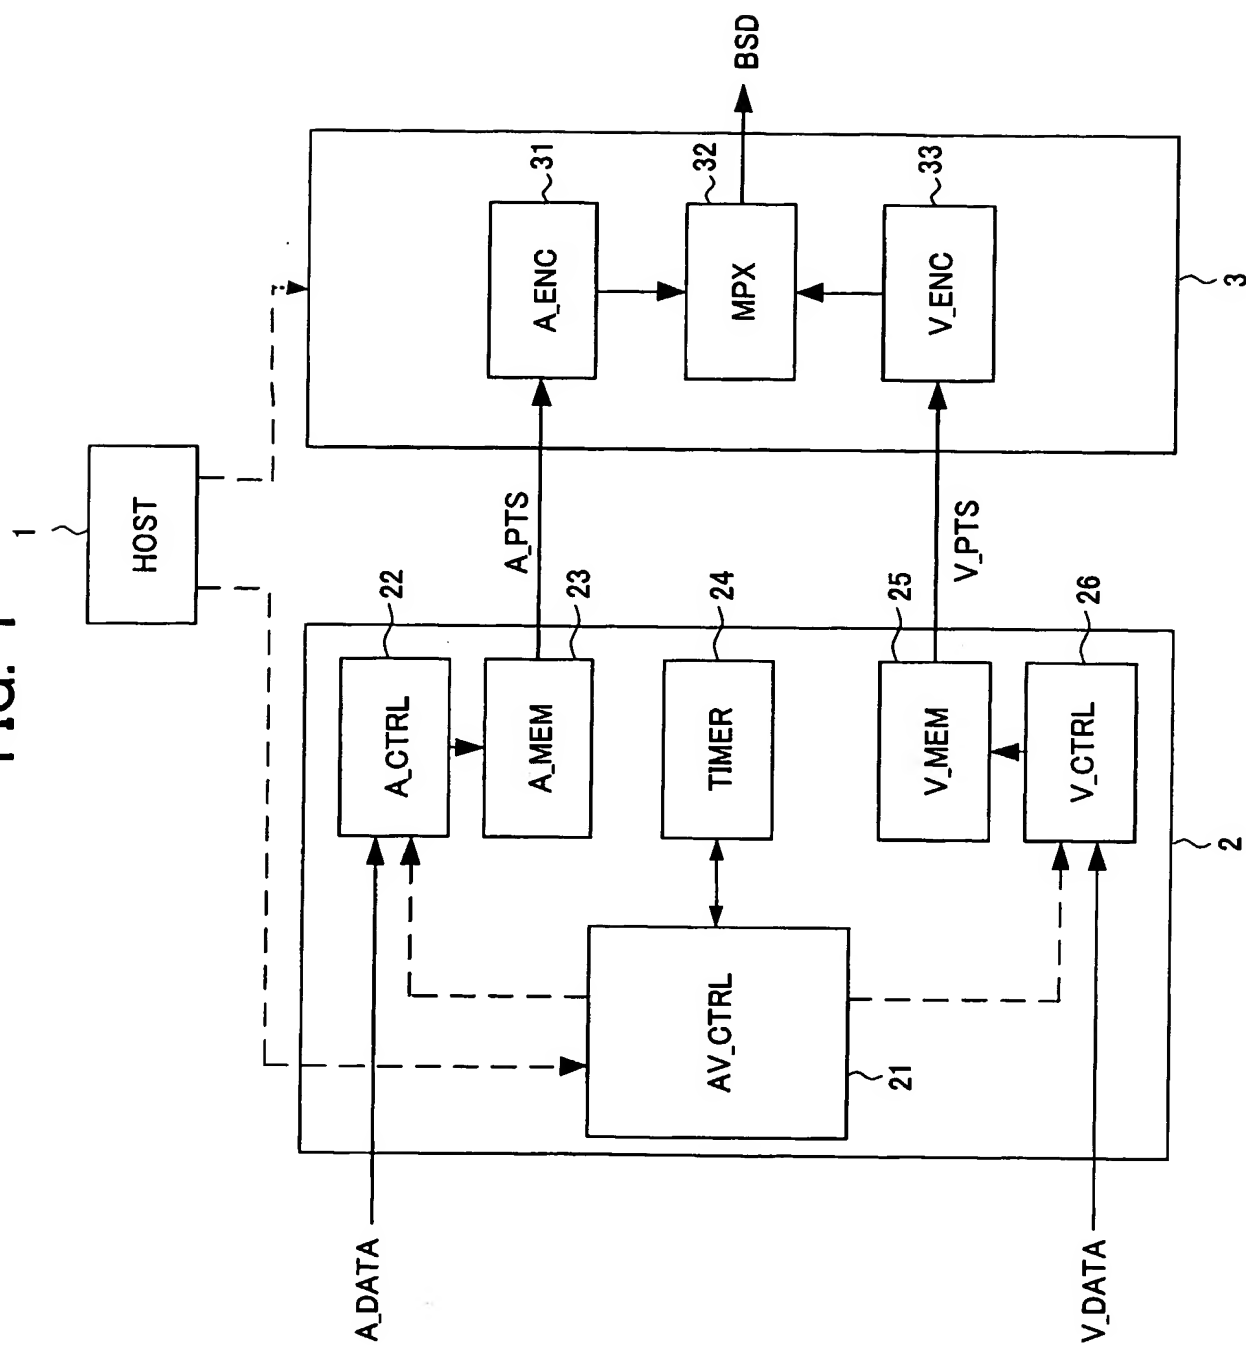 FIG. 1
1
HOST
A_DATA
V_DATA
A_CTRL
22
A_MEM
23
TIMER
24
V_MEM
25
V_CTRL
26
AV_CTRL
21
2
A_PTS
V_PTS
A_ENC
31
MPX
32
V_ENC
33
3
BSD